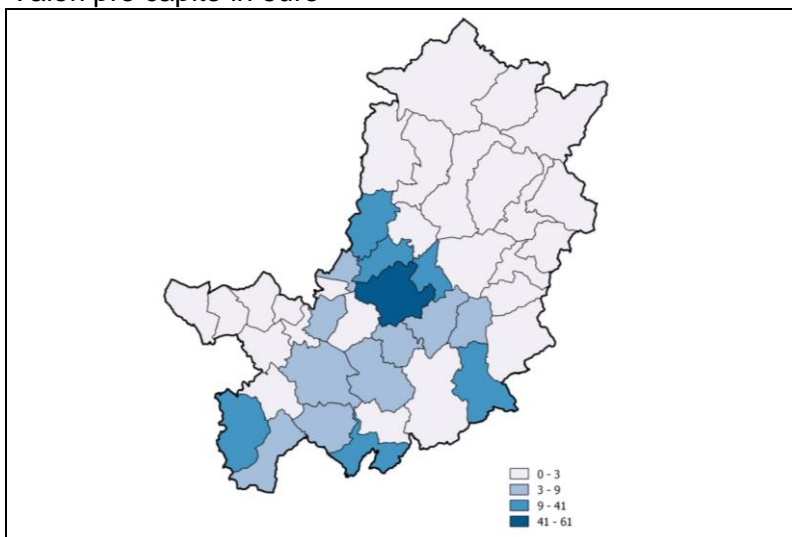 Valori pro-capite in euro
0 - 3
3 - 9
9 - 41
41 - 61